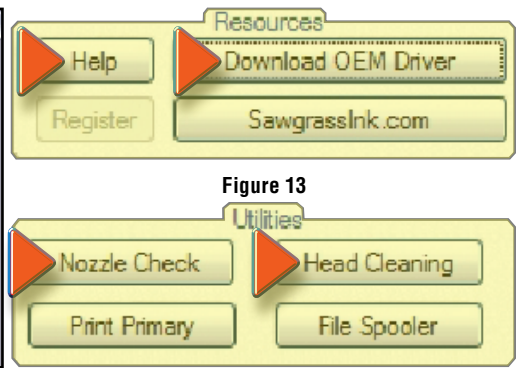 Resources
Help Download OEM Driver
Register SawgrassInk.com
Figure 13
Utilities
Nozzle Check Head Cleaning
Print Primary File Spooler